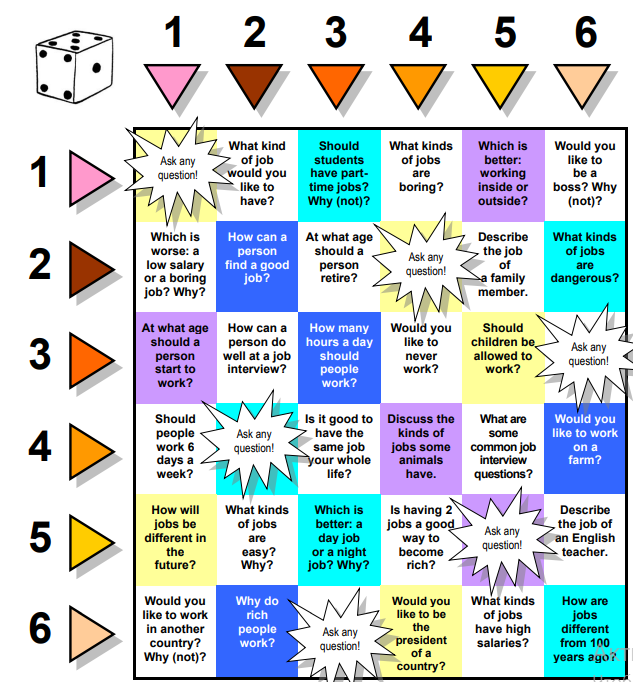 1 2 3 4 5 6
1
Ask any
question!
What kind
of job
would you
like to
have?
Should
students
have part-
time jobs?
Why (not)?
What kinds
of jobs
are
boring?
Which is
better:
working
inside or
outside?
Would you
like to
be a
boss? Why
(not)?
2
Which is
worse: a
low salary
or a boring
job? Why?
How can a
person
find a good
job?
At what age
should a
person
retire?
Ask any
question!
Describe
the job
of
a family
member.
What kinds
of jobs
are
dangerous?
3
At what age
should a
person
start to
work?
How can a
person do
well at a job
interview?
How many
hours a day
should
people
work?
Would you
like to
never
work?
Should
children be
allowed to
work?
Ask any
question!
4
Should
people
work 6
days a
week?
Ask any
question!
Is it good to
have the
same job
your whole
life?
Discuss the
kinds of
jobs some
animals
have.
What are
some
common job
interview
questions?
Would you
like to work
on a
farm?
5
How will
jobs be
different in
the
future?
What kinds
of jobs
are
easy?
Why?
Which is
better: a
day job
or a night
job? Why?
Is having 2
jobs a good
way to
become
rich?
Ask any
question!
Describe
the job of
an English
teacher.
6
Would you
like to work
in another
country?
Why (not)?
Why do
rich
people
work?
Ask any
question!
Would you
like to be
the
president
of a
country?
What kinds
of jobs
have high
salaries?
How are
jobs
different
from 100
years ago?